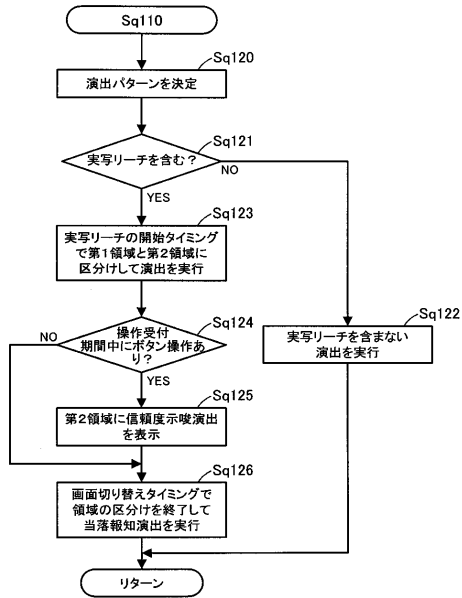 Sq110
Sq120
演出パターンを決定
Sq121
実写リーチを含む？
NO
YES
Sq123
実写リーチの開始タイミング
で第１領域と第２領域に
区分けして演出を実行
Sq124
NO
操作受付
期間中にボタン操作あ
り？
YES
Sq122
実写リーチを含まない
演出を実行
Sq125
第２領域に信頼度示唆演出
を表示
Sq126
画面切り替えタイミングで
領域の区分けを終了して
当落報知演出を実行
リターン